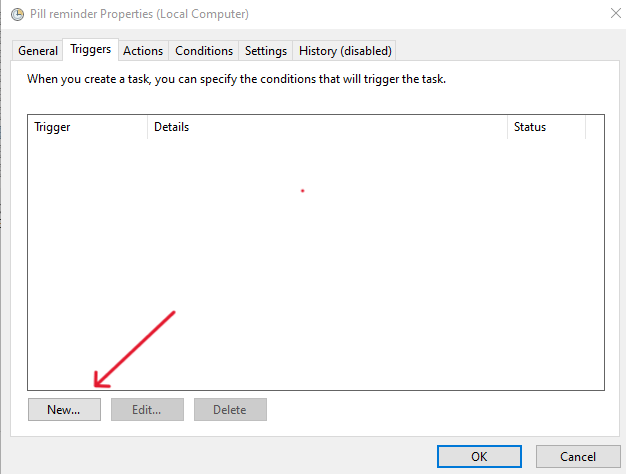 Pill reminder Properties (Local Computer)
General Triggers Actions Conditions Settings History (disabled)
When you create a task, you can specify the conditions that will trigger the task.
Trigger Details Status
New... Edit... Delete
OK Cancel